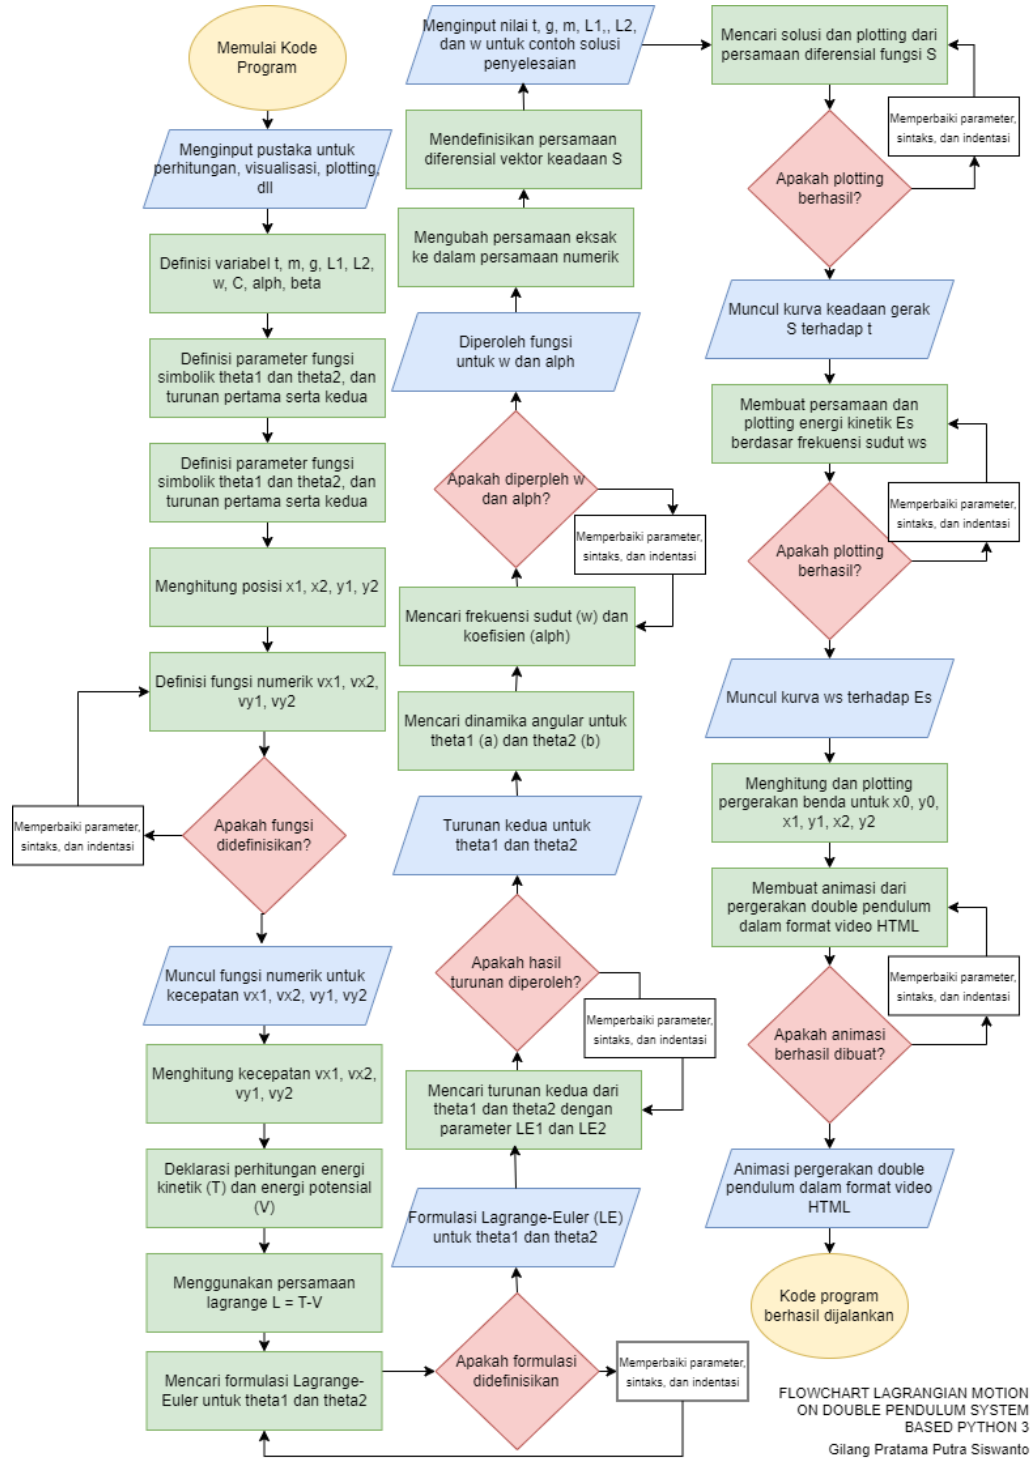 Memulai Kode
Program
Menginput pustaka untuk
perhitungan, visualisasi, plotting,
dll
Definisi variabel t, m, g, L1, L2,
w, C, alph, beta
Definisi parameter fungsi
simbolik theta1 dan theta2, dan
turunan pertama serta kedua
Definisi parameter fungsi
simbolik theta1 dan theta2, dan
turunan pertama serta kedua
Menghitung posisi x1, x2, y1, y2
Definisi fungsi numerik vx1, vx2,
vy1, vy2
Apakah fungsi
didefinisikan?
Memperbaiki parameter,
sintaks, dan indentasi
Muncul fungsi numerik untuk
kecepatan vx1, vx2, vy1, vy2
Menghitung kecepatan vx1, vx2,
vy1, vy2
Deklarasi perhitungan energi
kinetik (T) dan energi potensial
(V)
Menggunakan persamaan
lagrange L = T-V
Mencari formulasi Lagrange-
Euler untuk theta1 dan theta2
Apakah formulasi
didefinisikan
Memperbaiki parameter,
sintaks, dan indentasi
Formulasi Lagrange-Euler (LE)
untuk theta1 dan theta2
Mencari turunan kedua dari
theta1 dan theta2 dengan
parameter LE1 dan LE2
Apakah hasil
turunan diperoleh?
Memperbaiki parameter,
sintaks, dan indentasi
Turunan kedua untuk
theta1 dan theta2
Mencari dinamika angular untuk
theta1 (a) dan theta2 (b)
Mencari frekuensi sudut (w) dan
koefisien (alph)
Apakah diperpleh w
dan alph?
Memperbaiki parameter,
sintaks, dan indentasi
Diperoleh fungsi
untuk w dan alph
Mengubah persamaan eksak
ke dalam persamaan numerik
Mendefinisikan persamaan
diferensial vektor keadaan S
Menginput nilai t, g, m, L1,, L2,
dan w untuk contoh solusi
penyelesaian
Mencari solusi dan plotting dari
persamaan diferensial fungsi S
Apakah plotting
berhasil?
Memperbaiki parameter,
sintaks, dan indentasi
Muncul kurva keadaan gerak
S terhadap t
Membuat persamaan dan
plotting energi kinetik Es
berdasar frekuensi sudut ws
Apakah plotting
berhasil?
Memperbaiki parameter,
sintaks, dan indentasi
Muncul kurva ws terhadap Es
Menghitung dan plotting
pergerakan benda untuk x0, y0,
x1, y1, x2, y2
Membuat animasi dari
pergerakan double pendulum
dalam format video HTML
Apakah animasi
berhasil dibuat?
Memperbaiki parameter,
sintaks, dan indentasi
Animasi pergerakan double
pendulum dalam format video
HTML
Kode program
berhasil dijalankan
FLOWCHART LAGRANGIAN MOTION
ON DOUBLE PENDULUM SYSTEM
BASED PYTHON 3
Gilang Pratama Putra Siswanto